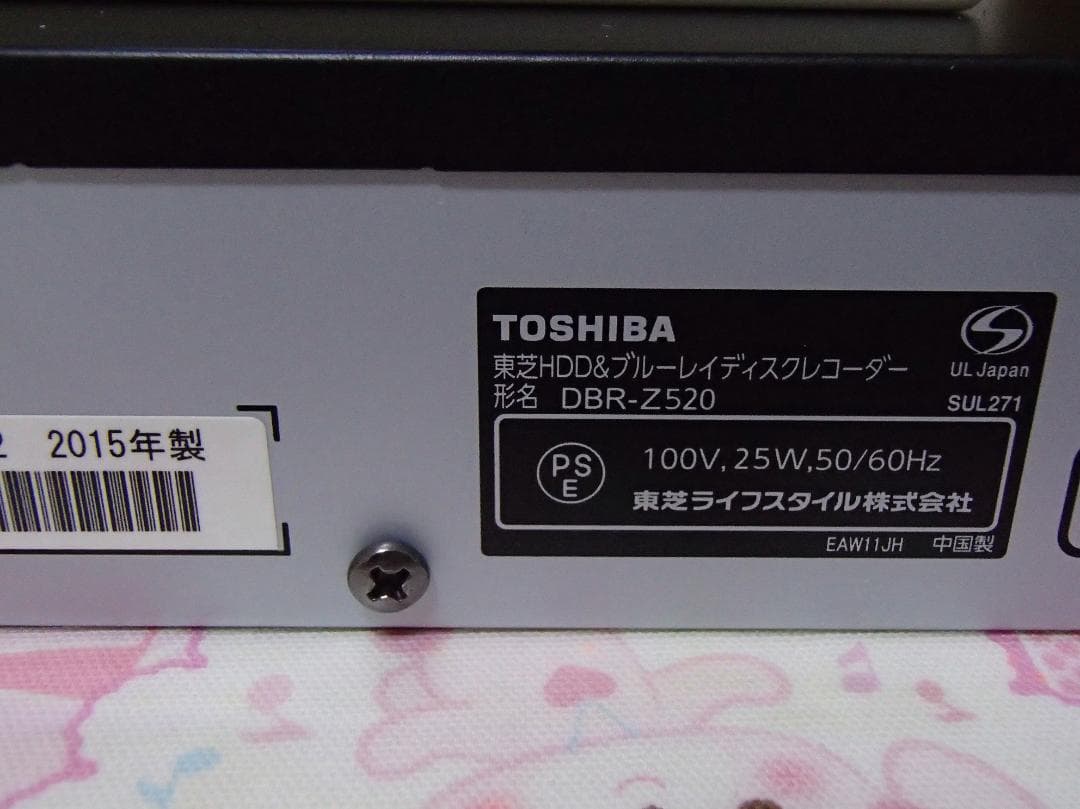 TOSHIBA
東芝HDD&ブルーレイディスクレコーダー
形名 DBR-Z520
UL Japan
SUL271
PS
E
100V,25W,50/60Hz
東芝ライフスタイル株式会社
EAW11JH 中国製
2 2015年製